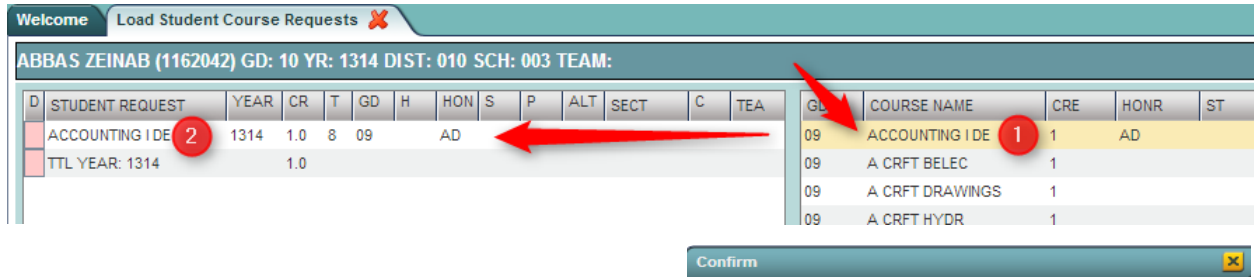 Welcome Load Student Course Requests
ABBAS ZEINAB (1162042) GD: 10 YR: 1314 DIST: 010 SCH: 003 TEAM:
D STUDENT REQUEST YEAR CR T GD H HON S P ALT SECT C TEA
ACCOUNTING I DE 2 1314 1.0 8 09 AD
TTL YEAR: 1314 1.0
GD COURSE NAME CRE HONR ST
09 ACCOUNTING I DE 1 1 AD
09 A CRFT BELEC 1
09 A CRFT DRAWINGS 1
09 A CRFT HYDR 1
Confirm